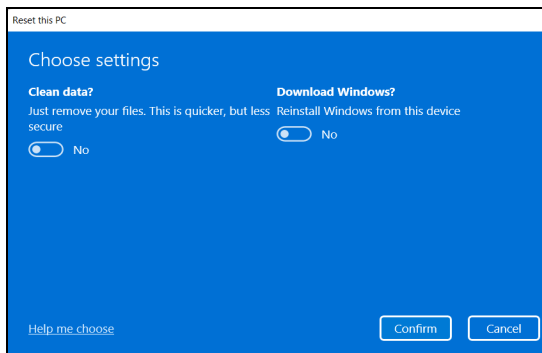 Reset this PC
Choose settings
Clean data?
Just remove your files. This is quicker, but less
secure
No
Download Windows?
Reinstall Windows from this device
No
Help me choose
Confirm
Cancel